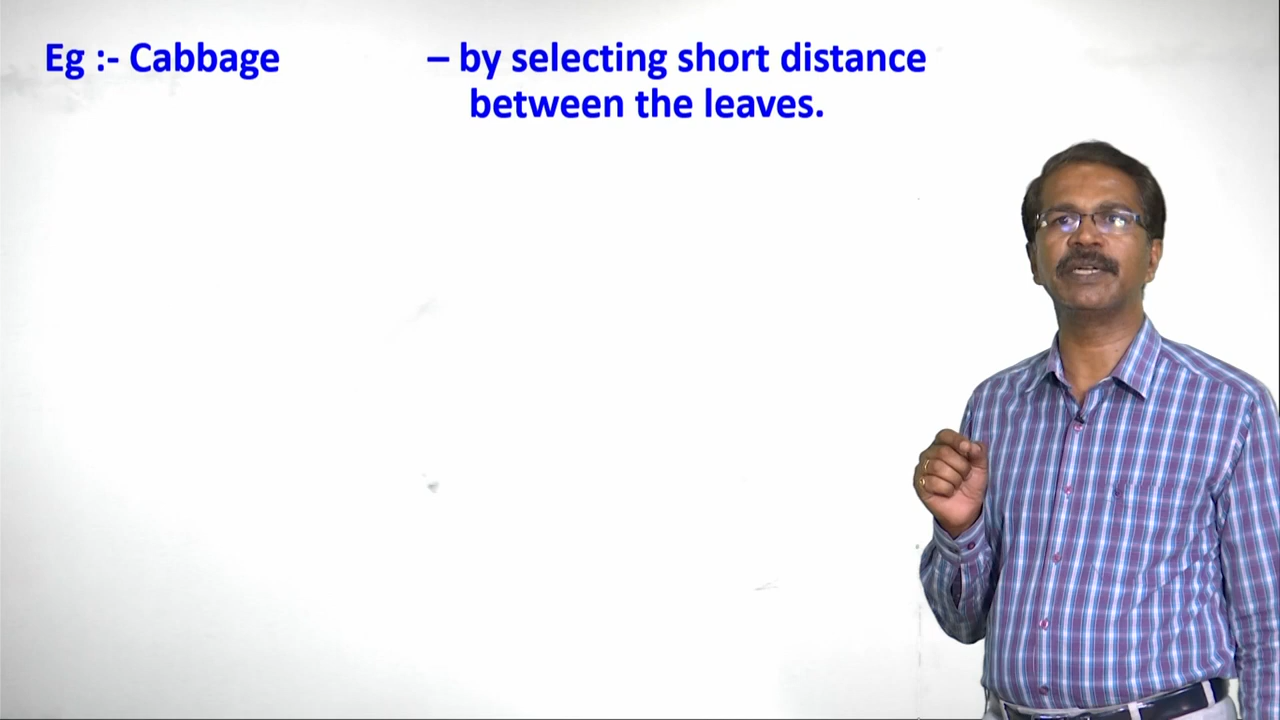 Eg :- Cabbage – by selecting short distance
between the leaves.